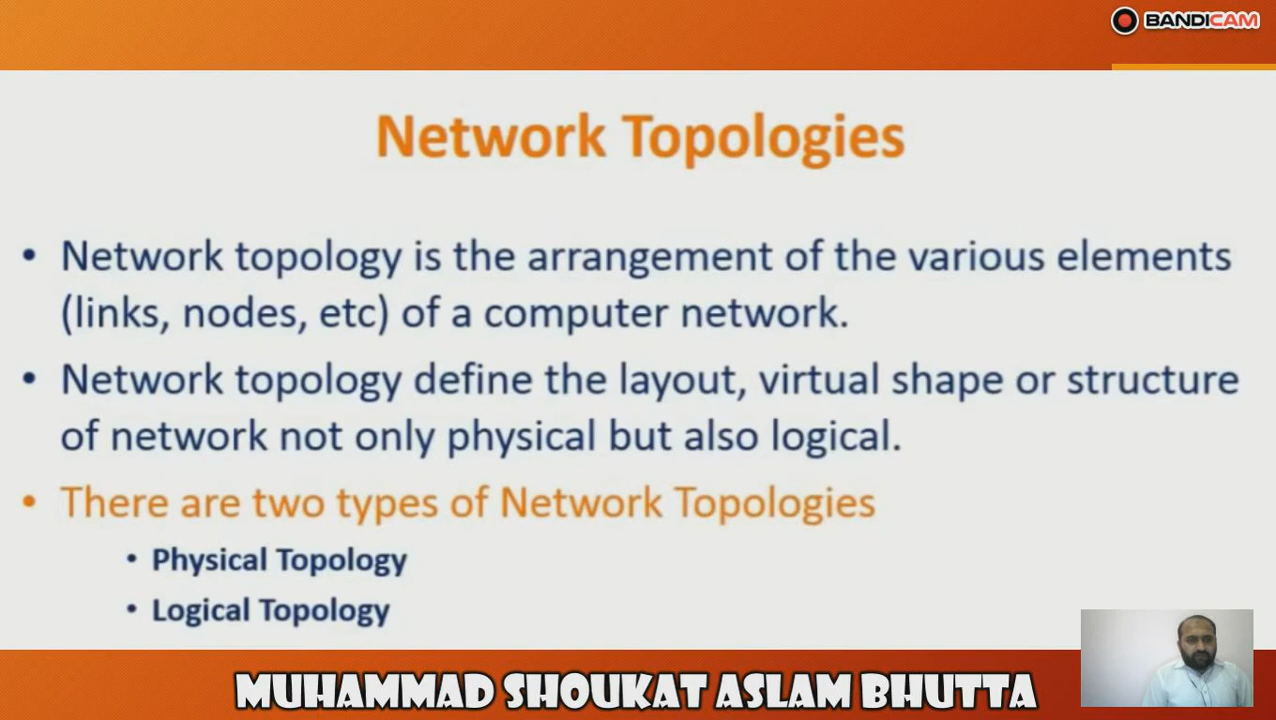 BANDICAM
Network Topologies
• Network topology is the arrangement of the various elements
(links, nodes, etc) of a computer network.
• Network topology define the layout, virtual shape or structure
of network not only physical but also logical.
• There are two types of Network Topologies
• Physical Topology
• Logical Topology
MUHAMMAD SHOUKAT ASLAM BHUTTA